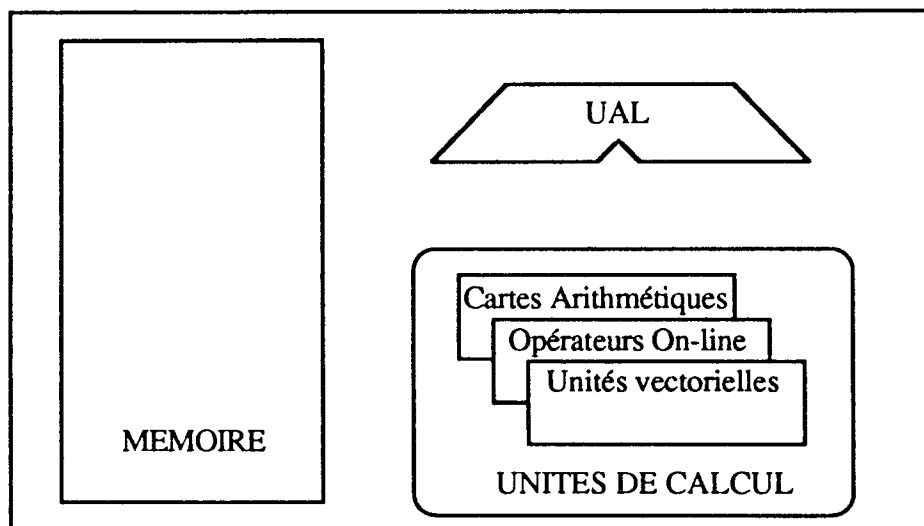 UAL
Cartes Arithmétiques
Opérateurs On-line
Unités vectorielles
MEMOIRE
UNITES DE CALCUL